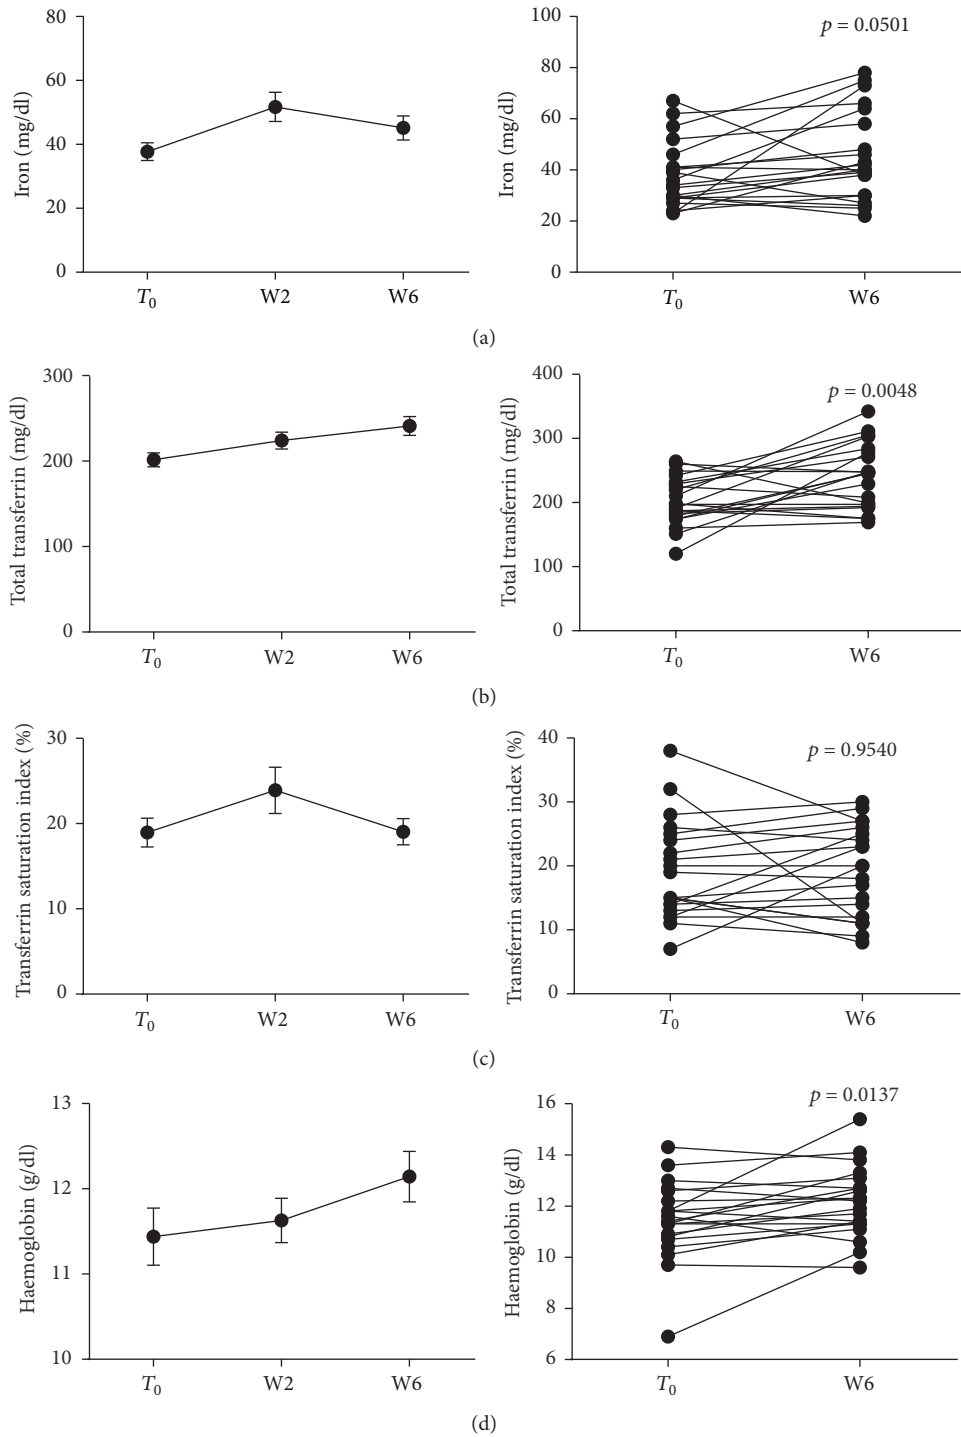 80
60
40
20
0
Iron (mg/dl)
T0
W2
W6
100
80
60
40
20
0
Iron (mg/dl)
p = 0.0501
T0
W6
(a)
300
200
100
0
Total transferrin (mg/dl)
T0
W2
W6
400
300
200
100
0
Total transferrin (mg/dl)
p = 0.0048
T0
W6
(b)
30
20
10
0
Transferrin saturation index (%)
T0
W2
W6
40
30
20
10
0
Transferrin saturation index (%)
p = 0.9540
T0
W6
(c)
13
12
11
10
Haemoglobin (g/dl)
T0
W2
W6
16
14
12
10
8
6
Haemoglobin (g/dl)
p = 0.0137
T0
W6
(d)